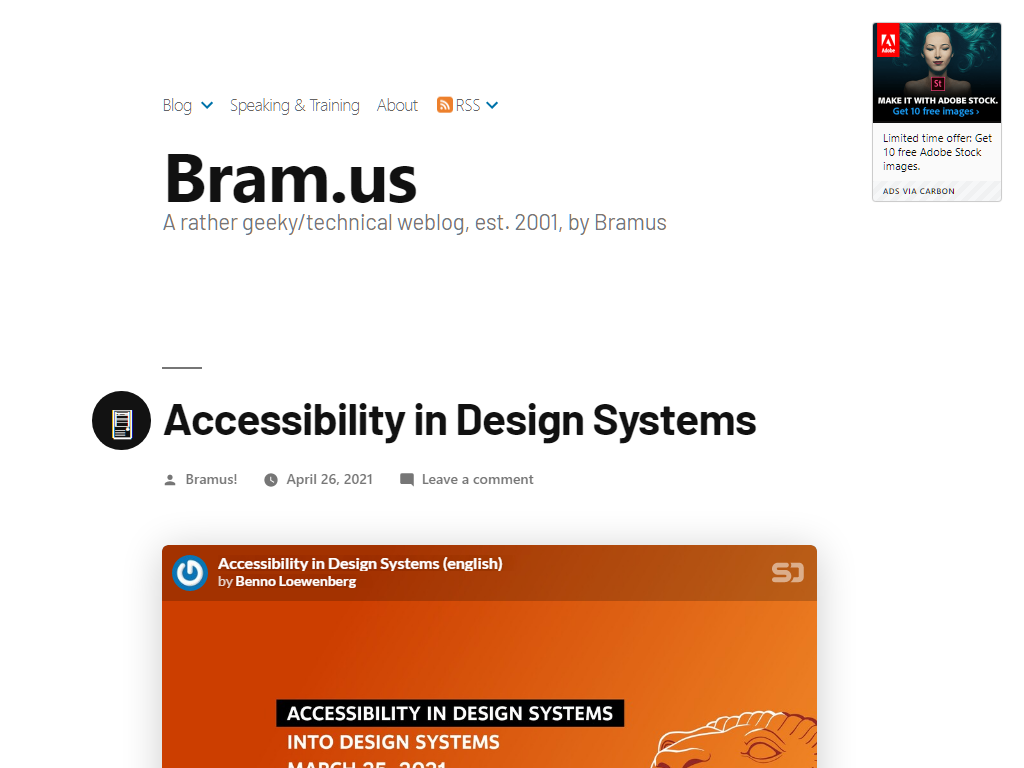 Blog Speaking & Training About RSS
Bram.us
A rather geeky/technical weblog, est. 2001, by Bramus
Adobe
St
MAKE IT WITH ADOBE STOCK.
Get 10 free images ›
Limited time offer: Get
10 free Adobe Stock
images.
ADS VIA CARBON
Accessibility in Design Systems
Bramus! April 26, 2021 Leave a comment
Accessibility in Design Systems (english)
by Benno Loewenberg
ACCESSIBILITY IN DESIGN SYSTEMS
INTO DESIGN SYSTEMS
MARCH 25, 2021